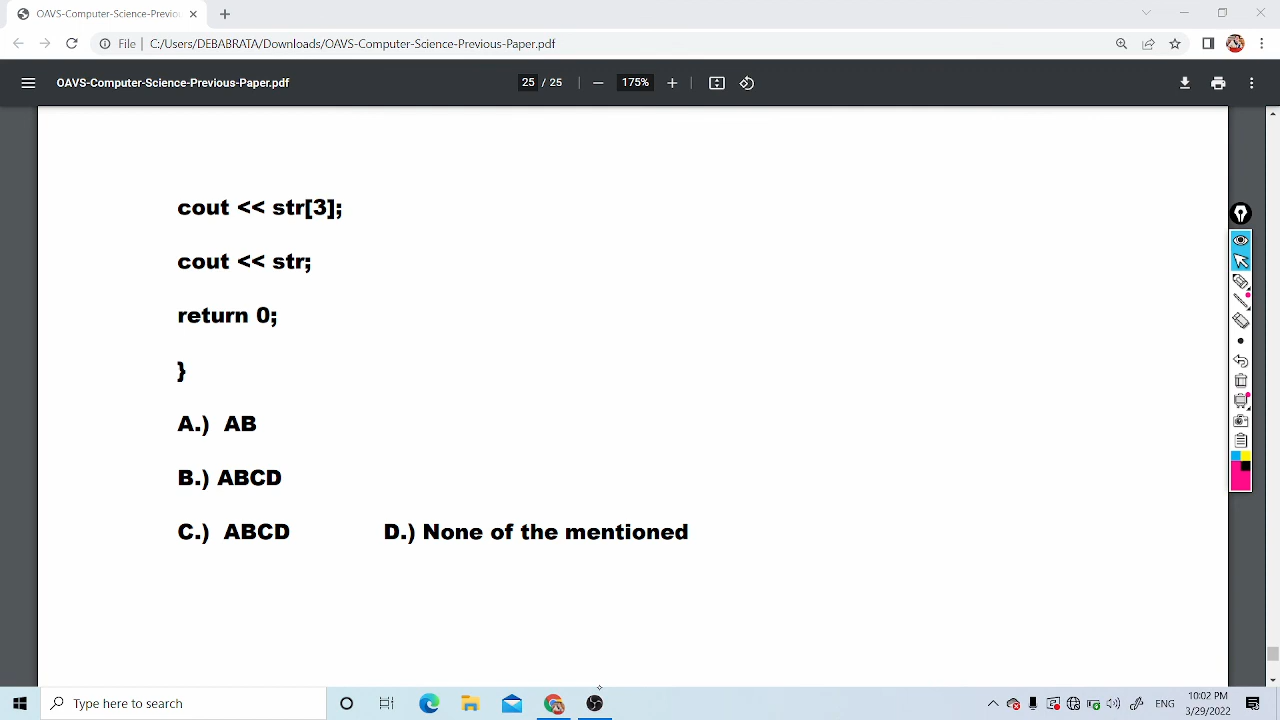 OAVS-Computer-Science-Previous-
File
C:/Users/DEBABRATA/Downloads/OAVS-Computer-Science-Previous-Paper.pdf
OAVS-Computer-Science-Previous-Paper.pdf
25 / 25
175%
cout << str[3];
cout << str;
return 0;
}
A.) AB
B.) ABCD
C.) ABCD D.) None of the mentioned
Type here to search
ENG
10:02 PM
3/29/2022